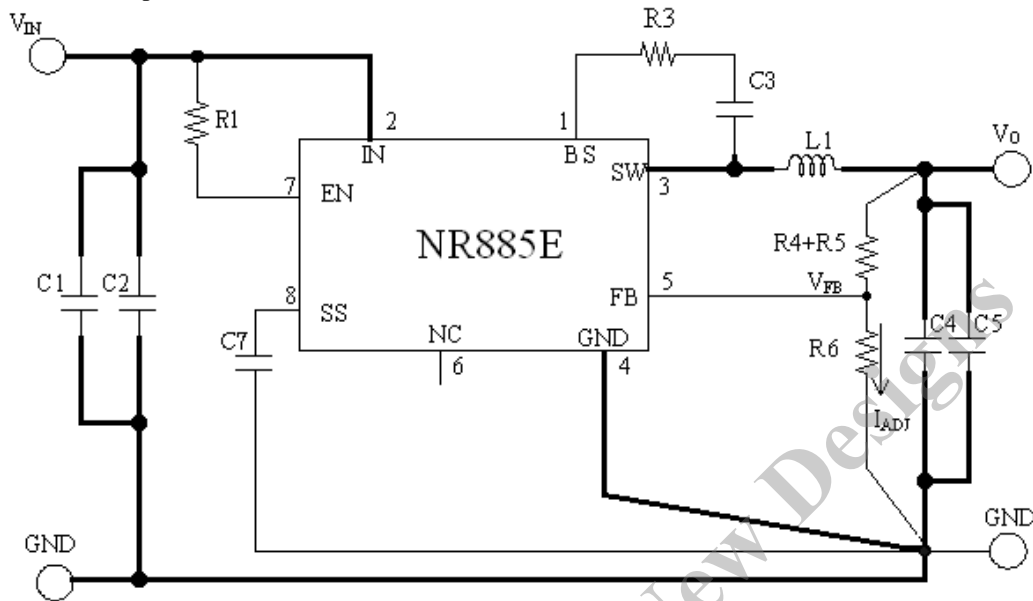 VIN
R3
C3
R1
2
1
IN
BS
L1
Vo
SW
3
7
EN
NR885E
R4+R5
C1
C2
8
SS
FB
5
VFB
C4
C5
C7
NC
6
GND
4
R6
IADJ
GND
GND
New Designs